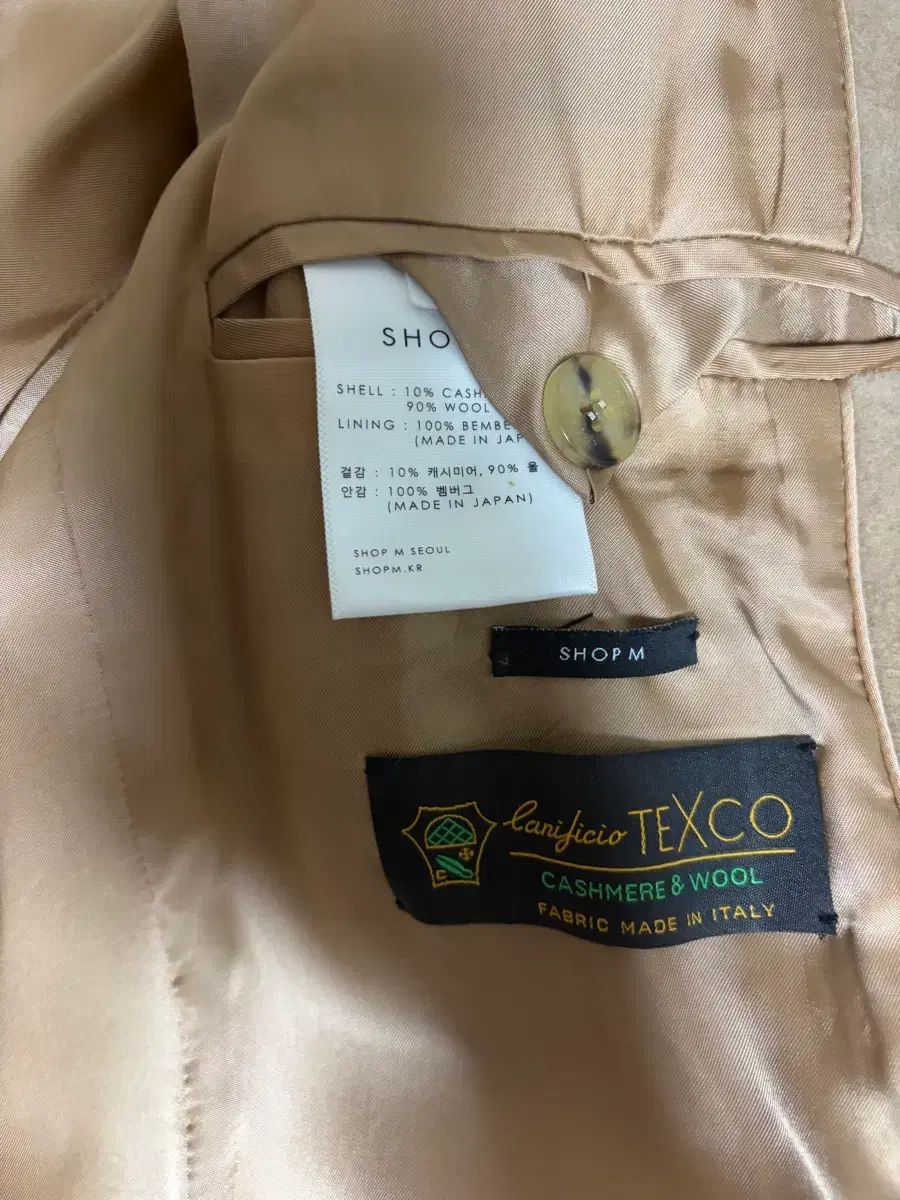 SHO
SHELL : 10% CASH
90% WOOL
LINING : 100% BEMBE
(MADE IN JAP
겉감 : 10% 캐시미어, 90% 울
안감 : 100% 벰버그
(MADE IN JAPAN)
SHOP M SEOUL
SHOPM.KR
SHOP M
Lanificio TEXCO
C
CASHMERE & WOOL
FABRIC MADE IN ITALY